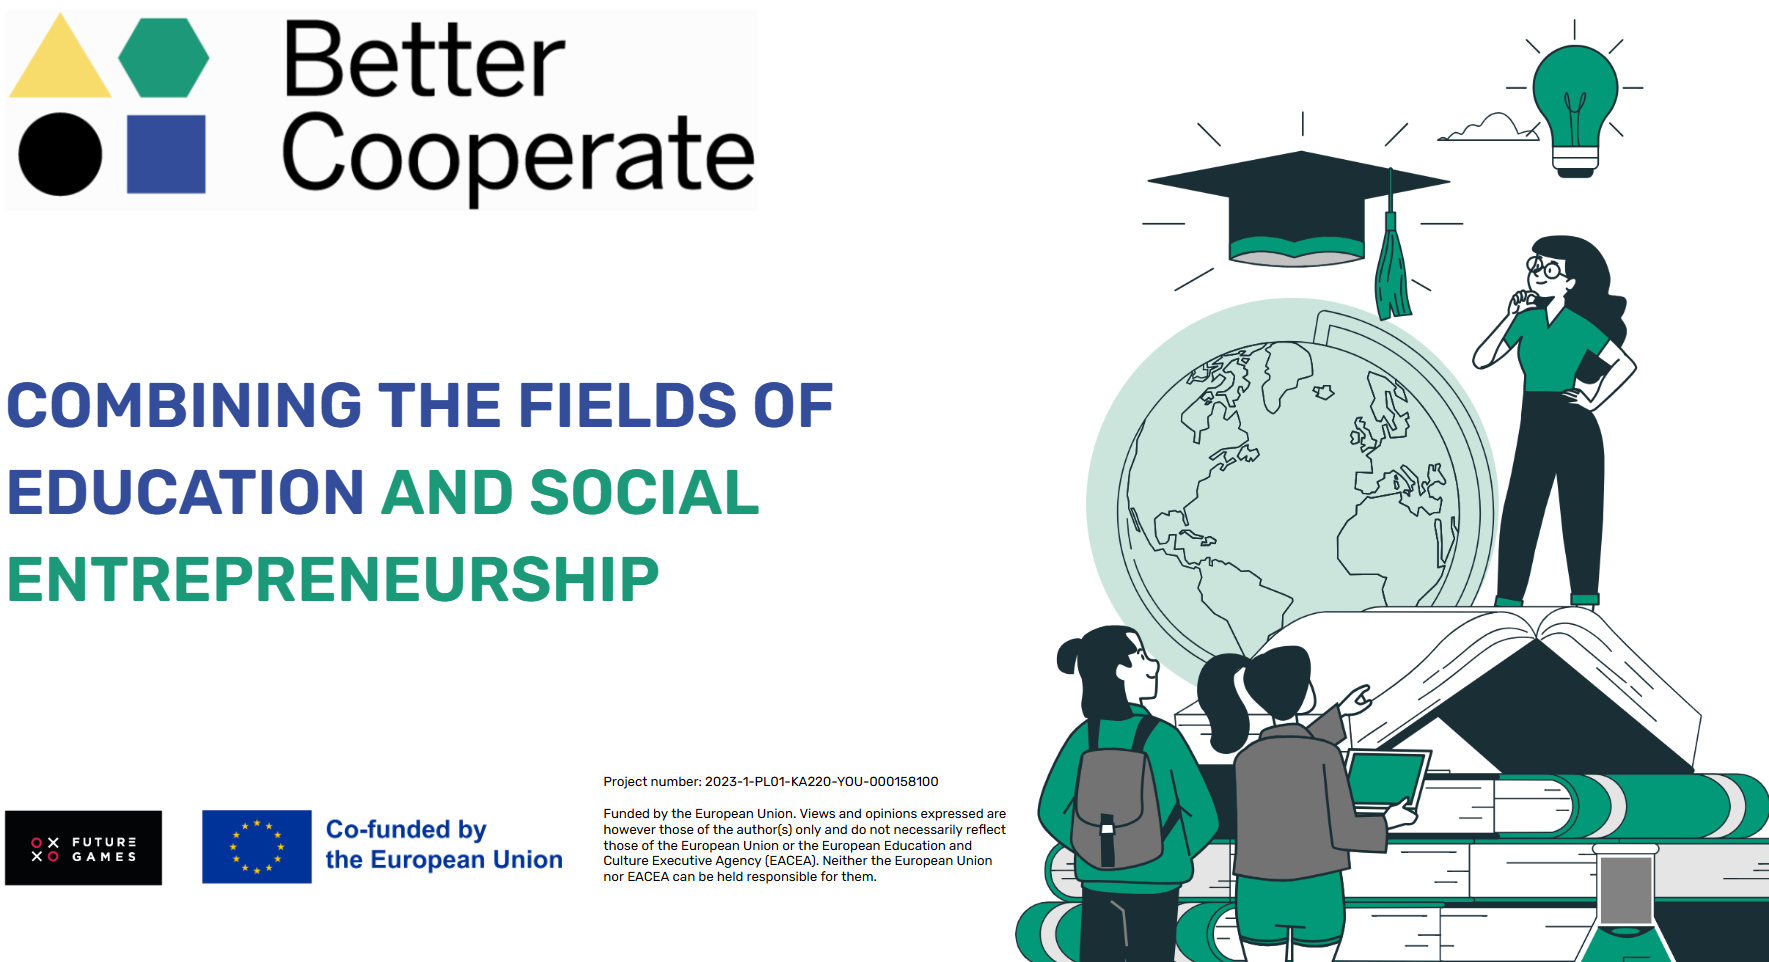 Better
Cooperate
COMBINING THE FIELDS OF
EDUCATION AND SOCIAL
ENTREPRENEURSHIP
Project number: 2023-1-PL01-KA220-YOU-000158100
Funded by the European Union. Views and opinions expressed are
however those of the author(s) only and do not necessarily reflect
those of the European Union or the European Education and
Culture Executive Agency (EACEA). Neither the European Union
nor EACEA can be held responsible for them.
OX FUTURE
XO GAMES
Co-funded by
the European Union